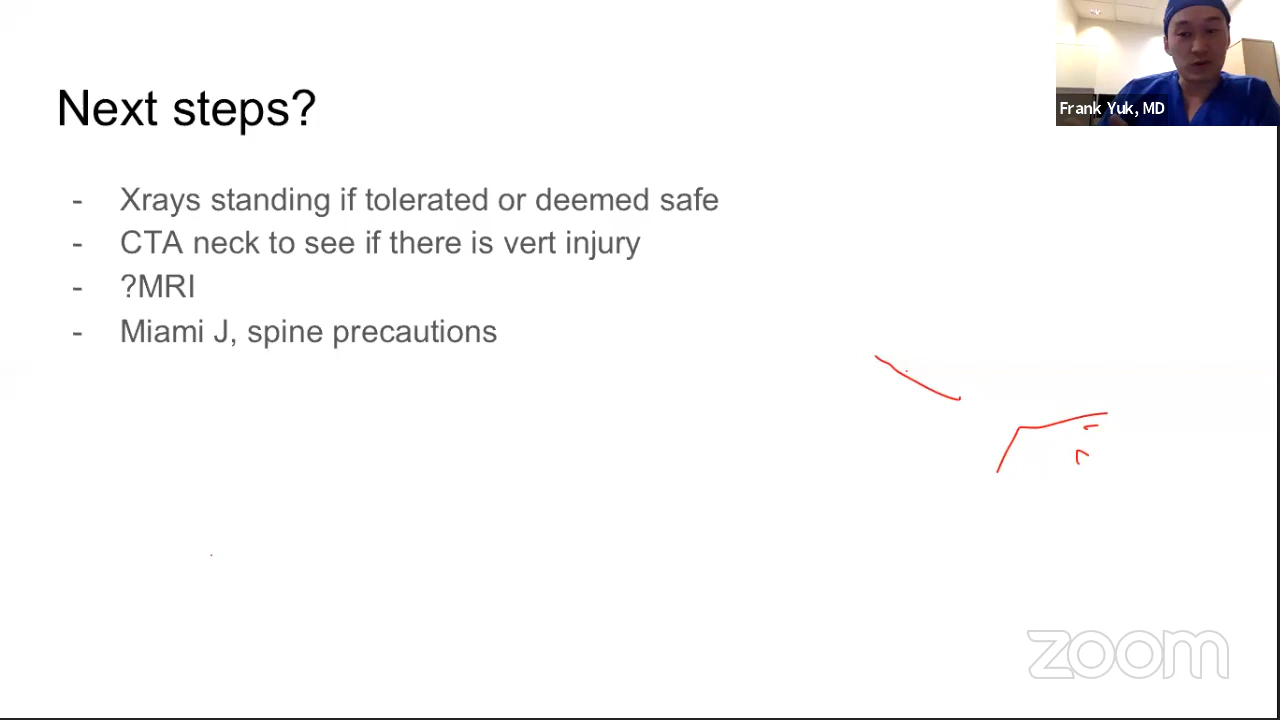 Next steps?
- Xrays standing if tolerated or deemed safe
- CTA neck to see if there is vert injury
- ?MRI
- Miami J, spine precautions
Frank Yuk, MD
zoom